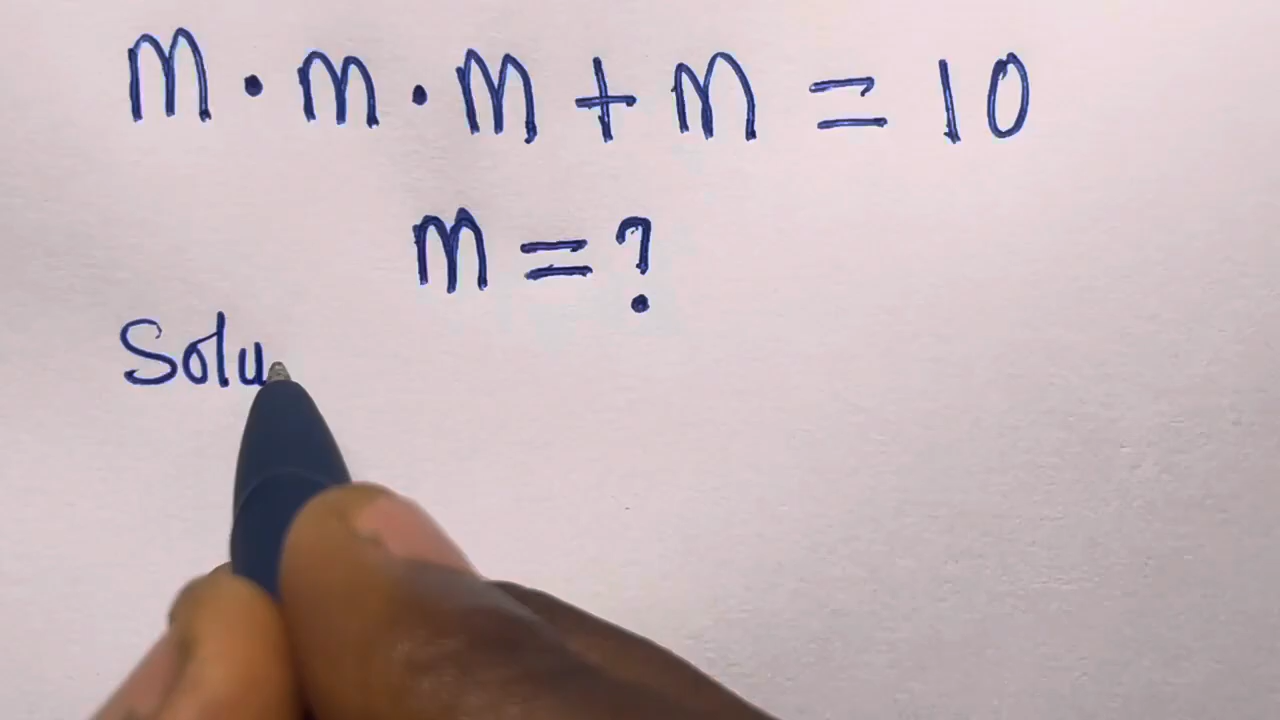 m · m · m + m = 10
m = ?
Solu